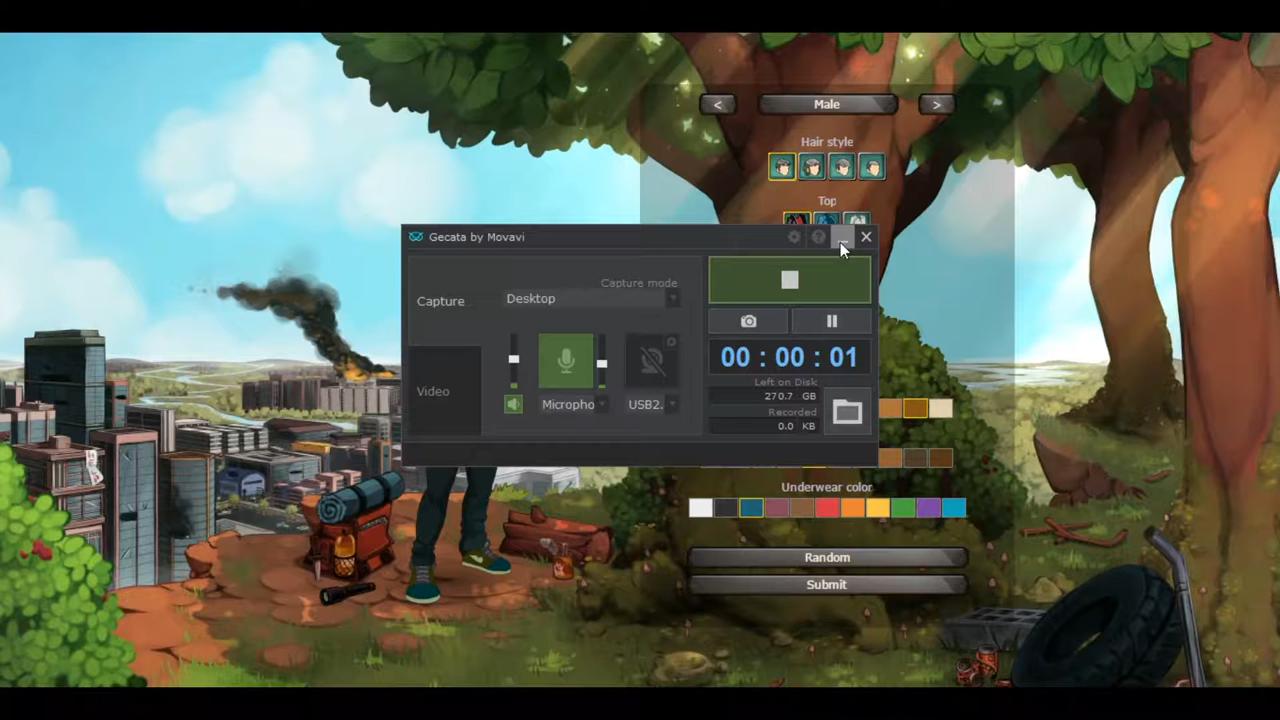 <
Male
>
Hair style
Top
Gecata by Movavi
Capture mode
Capture
Desktop
Video
Micropho
USB2.
00 : 00 : 01
Left on Disk
270.7 GB
Recorded
0.0 KB
Underwear color
Random
Submit